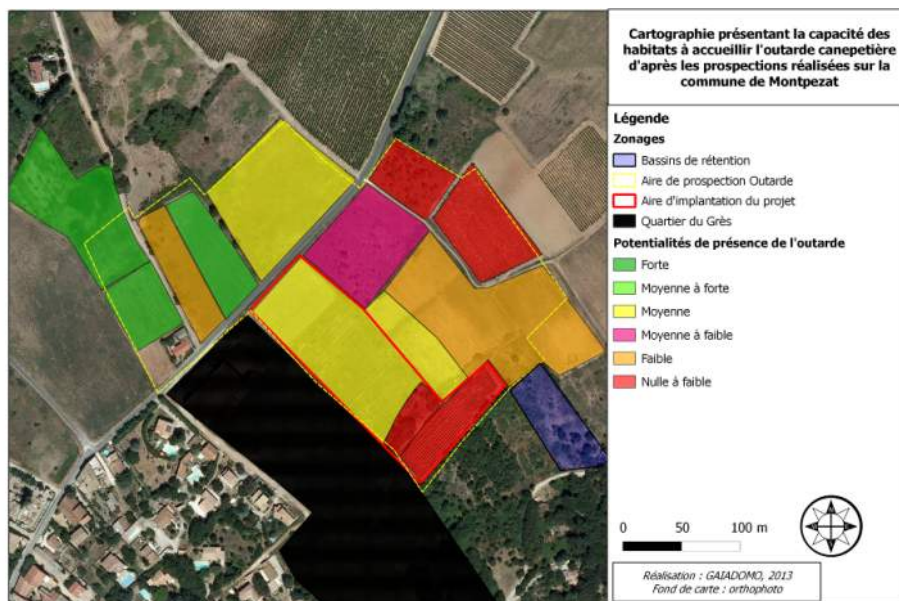 Cartographie présentant la capacité des
habitats à accueillir l'outarde canepetière
d'après les prospections réalisées sur la
commune de Montpezat
Légende
Zonages
Bassins de rétention
Aire de prospection Outarde
Aire d'implantation du projet
Quartier du Grès
Potentialités de présence de l'outarde
Forte
Moyenne à forte
Moyenne
Moyenne à faible
Faible
Nulle à faible
0 50 100 m
Réalisation : GAIADOMO, 2013
Fond de carte : orthophoto